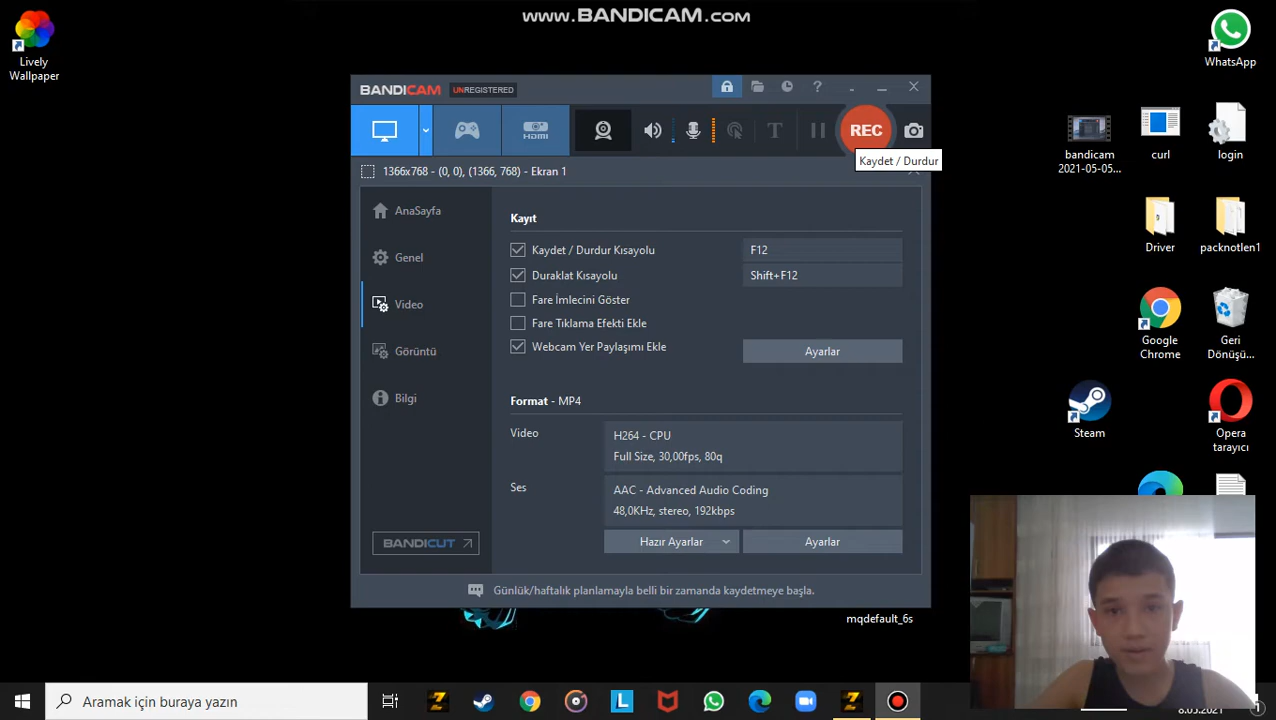 www.BANDICAM.com
Lively
Wallpaper
WhatsApp
BANDICAM
UNREGISTERED
REC
Kaydet / Durdur
1366x768 - (0, 0), (1366, 768) - Ekran 1
AnaSayfa
Genel
Video
Görüntü
Bilgi
BANDICUT
Kayıt
Kaydet / Durdur Kısayolu
F12
Duraklat Kısayolu
Shift+F12
Fare İmlecini Göster
Fare Tıklama Efekti Ekle
Webcam Yer Paylaşımı Ekle
Ayarlar
Format - MP4
Video
H264 - CPU
Full Size, 30,00fps, 80q
Ses
AAC - Advanced Audio Coding
48,0KHz, stereo, 192kbps
Hazır Ayarlar
Ayarlar
Günlük/haftalık planlamayla belli bir zamanda kaydetmeye başla.
bandicam
2021-05-05...
curl
login
Driver
packnotlen1
Google
Chrome
Geri
Dönüşü...
Steam
Opera
tarayıcı
mqdefault_6s
Aramak için buraya yazın
8.05.2021